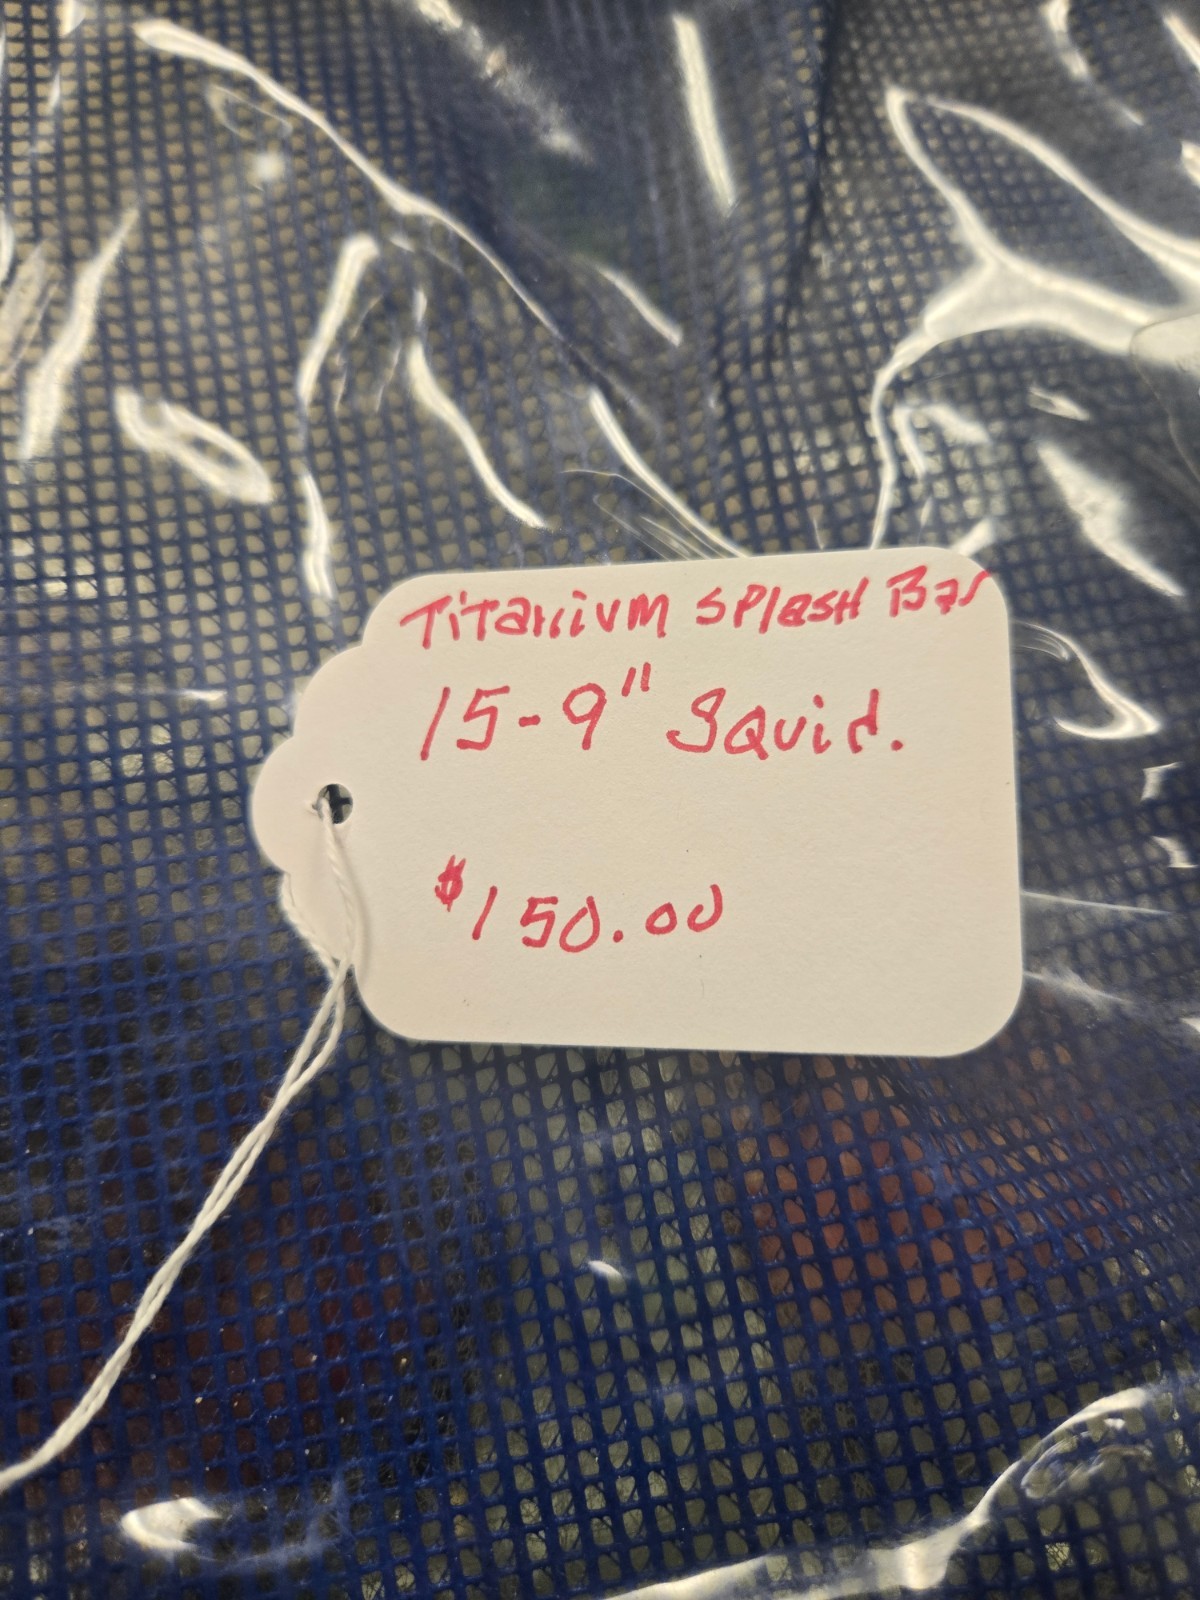 Titanium Splash Bar
15-9" Squid.
$150.00